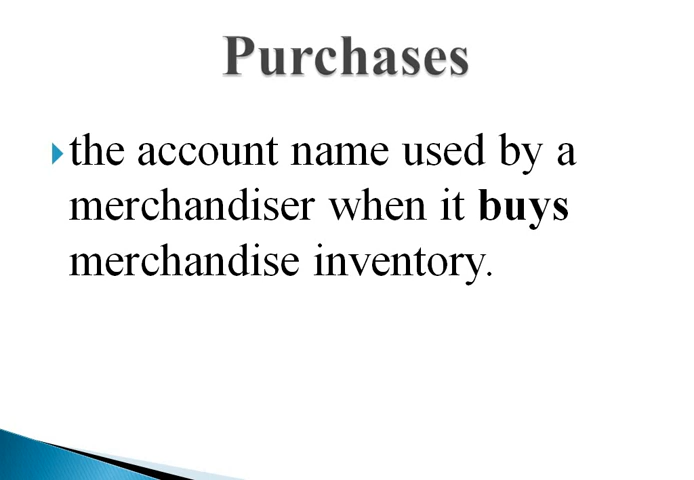 Purchases
the account name used by a
merchandiser when it buys
merchandise inventory.